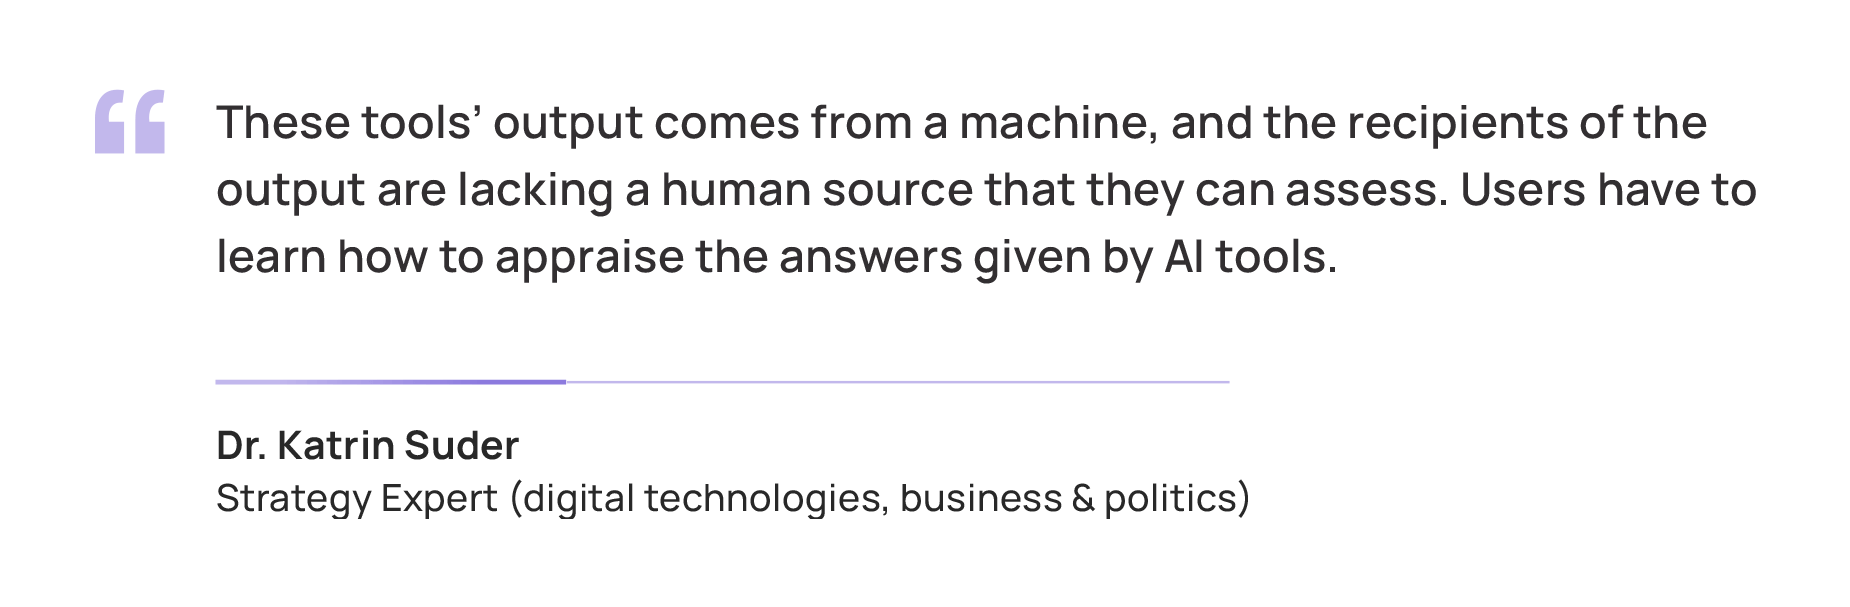 “
These tools’ output comes from a machine, and the recipients of the
output are lacking a human source that they can assess. Users have to
learn how to appraise the answers given by AI tools.
Dr. Katrin Suder
Strategy Expert (digital technologies, business & politics)